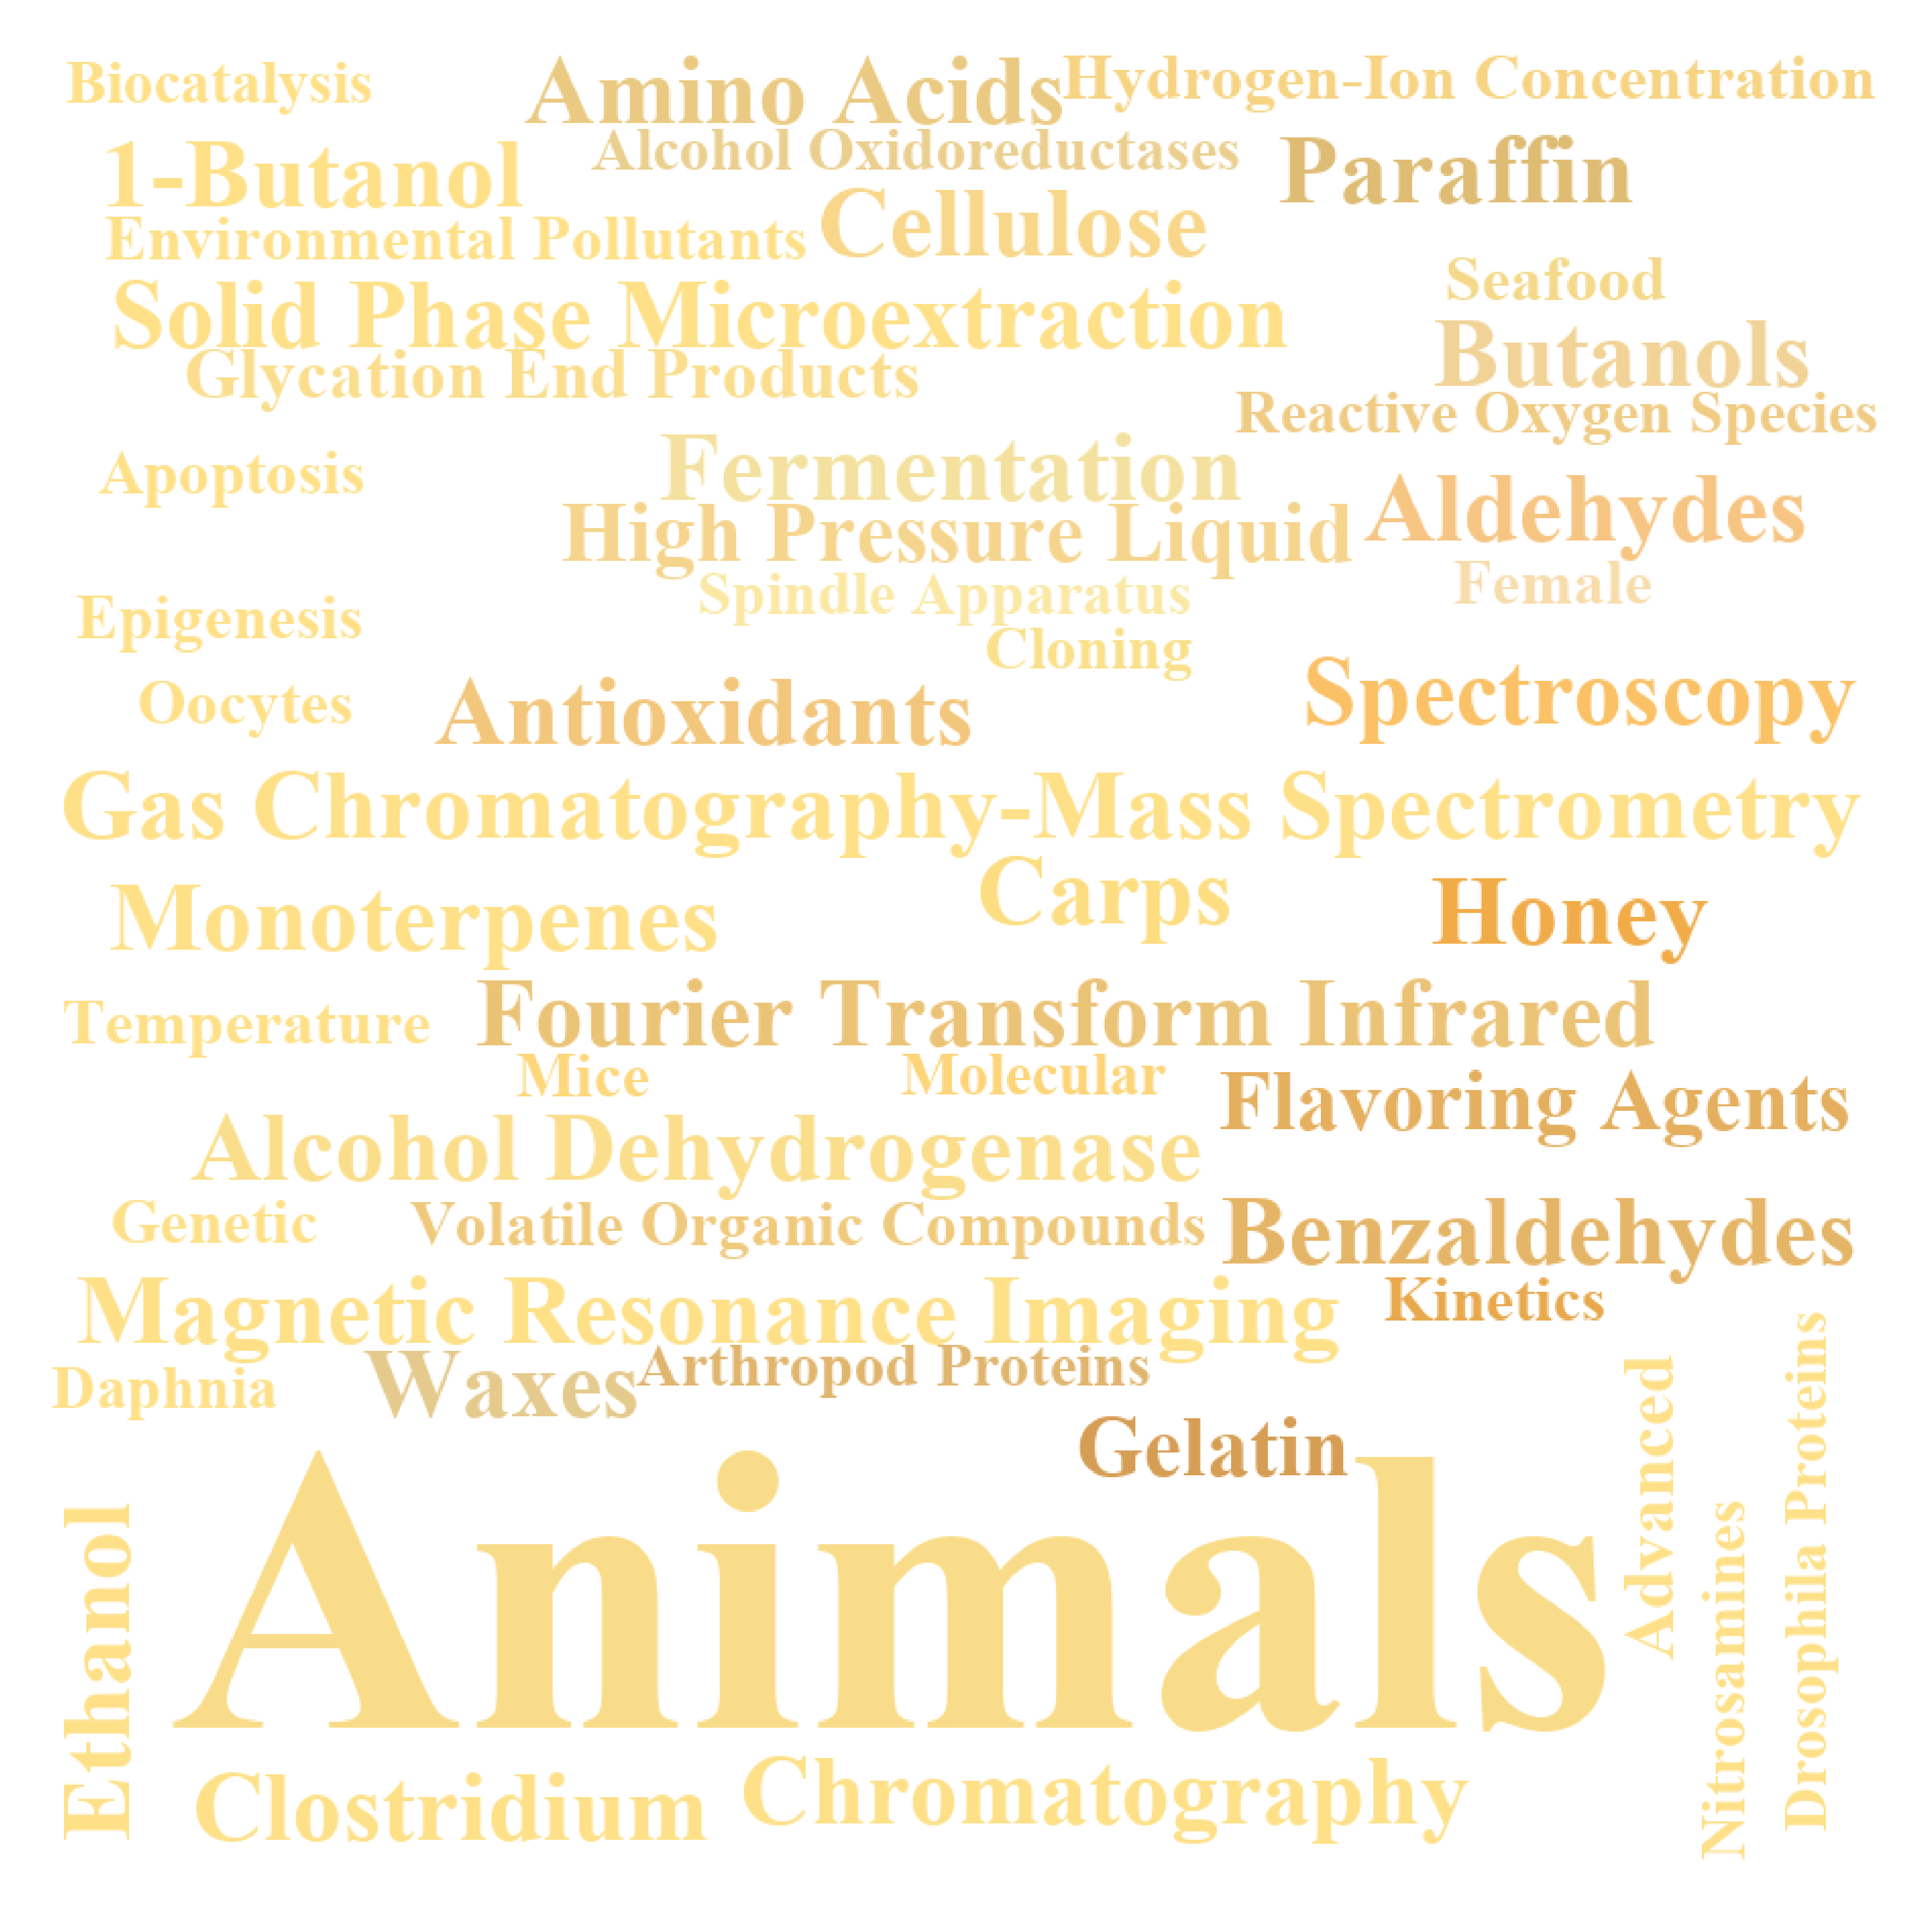 Biocatalysis
Amino Acids
Hydrogen-Ion Concentration
1-Butanol
Alcohol Oxidoreductases
Paraffin
Environmental Pollutants
Cellulose
Solid Phase Microextraction
Seafood
Glycation End Products
Butanols
Reactive Oxygen Species
Apoptosis
Fermentation
High Pressure Liquid
Aldehydes
Spindle Apparatus
Female
Epigenesis
Cloning
Oocytes
Antioxidants
Spectroscopy
Gas Chromatography-Mass Spectrometry
Monoterpenes
Carps
Honey
Temperature
Fourier Transform Infrared
Mice
Molecular
Flavoring Agents
Alcohol Dehydrogenase
Genetic
Volatile Organic Compounds
Benzaldehydes
Magnetic Resonance Imaging
Kinetics
Daphnia
Waxes
Arthropod Proteins
Gelatin
Ethanol
Animals
Advanced
Nitrosamines
Drosophila Proteins
Clostridium
Chromatography